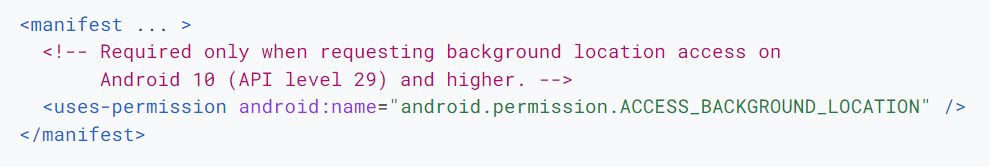 <manifest ... >
<!-- Required only when requesting background location access on
Android 10 (API level 29) and higher. -->
<uses-permission android:name="android.permission.ACCESS_BACKGROUND_LOCATION" />
</manifest>